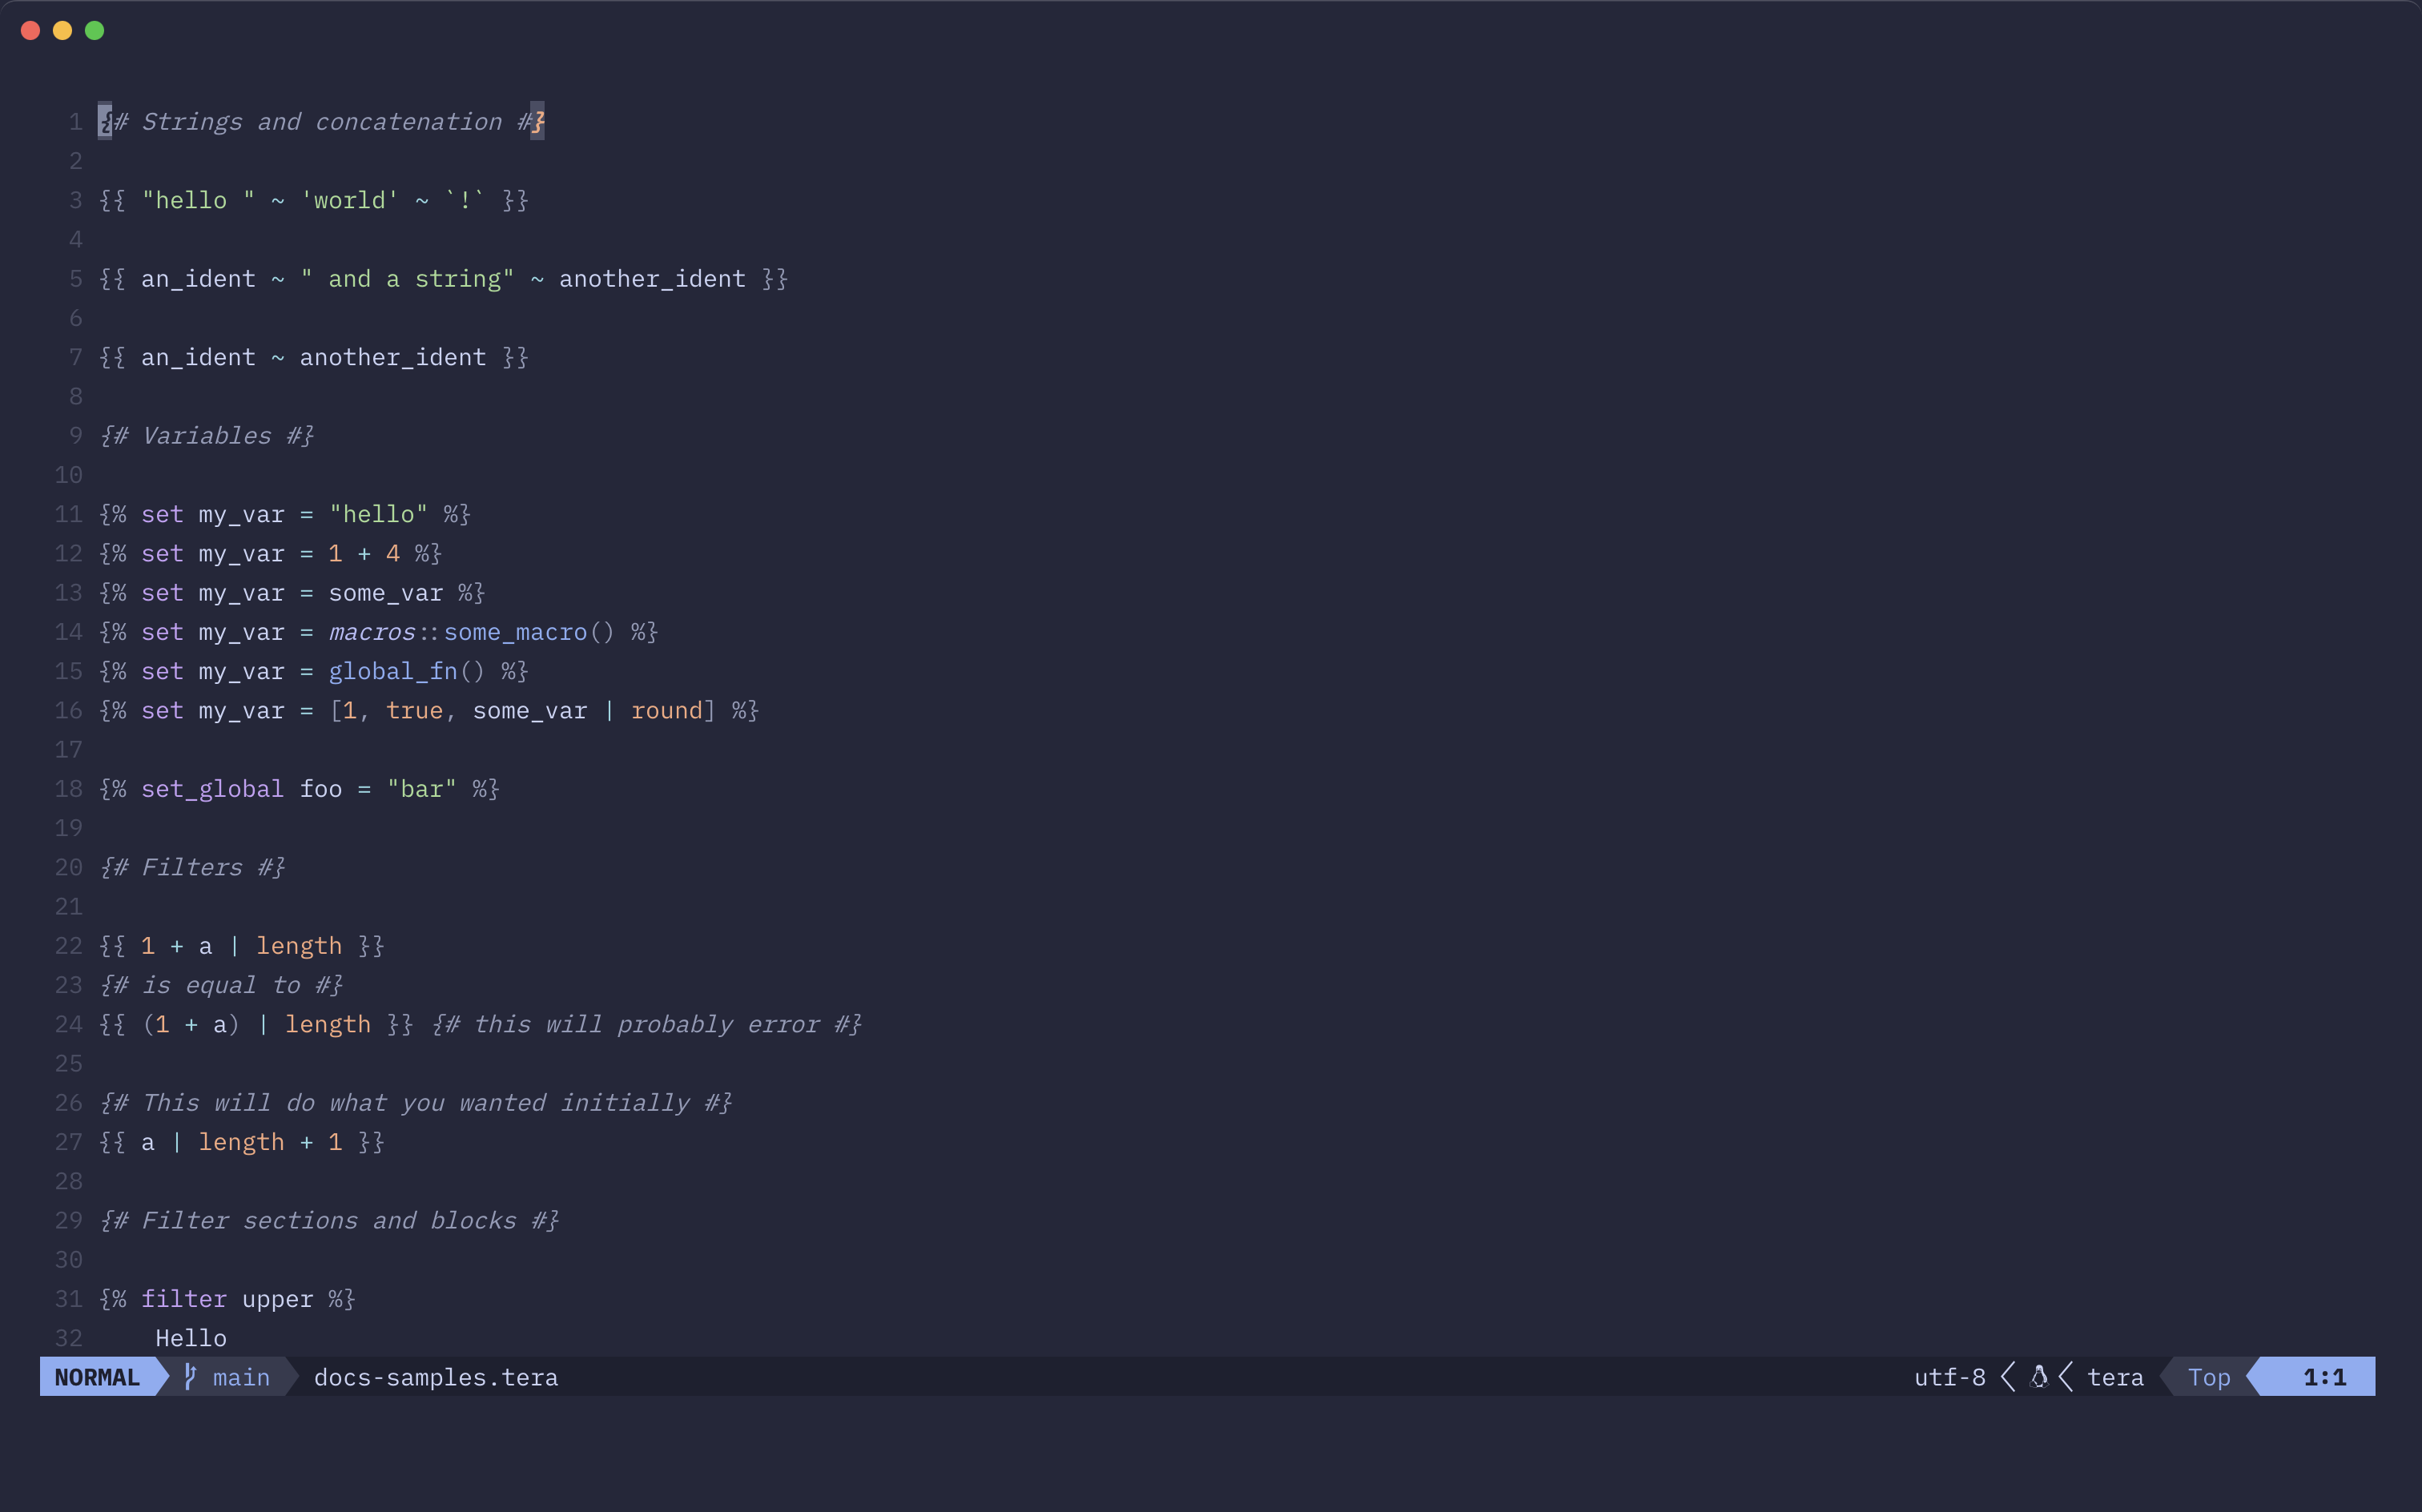 1 {# Strings and concatenation #}
2
3 {{ "hello " ~ 'world' ~ `!` }}
4
5 {{ an_ident ~ " and a string" ~ another_ident }}
6
7 {{ an_ident ~ another_ident }}
8
9 {# Variables #}
10
11 {% set my_var = "hello" %}
12 {% set my_var = 1 + 4 %}
13 {% set my_var = some_var %}
14 {% set my_var = macros::some_macro() %}
15 {% set my_var = global_fn() %}
16 {% set my_var = [1, true, some_var | round] %}
17
18 {% set_global foo = "bar" %}
19
20 {# Filters #}
21
22 {{ 1 + a | length }}
23 {# is equal to #}
24 {{ (1 + a) | length }} {# this will probably error #}
25
26 {# This will do what you wanted initially #}
27 {{ a | length + 1 }}
28
29 {# Filter sections and blocks #}
30
31 {% filter upper %}
32     Hello
NORMAL main docs-samples.tera utf-8 tera Top 1:1